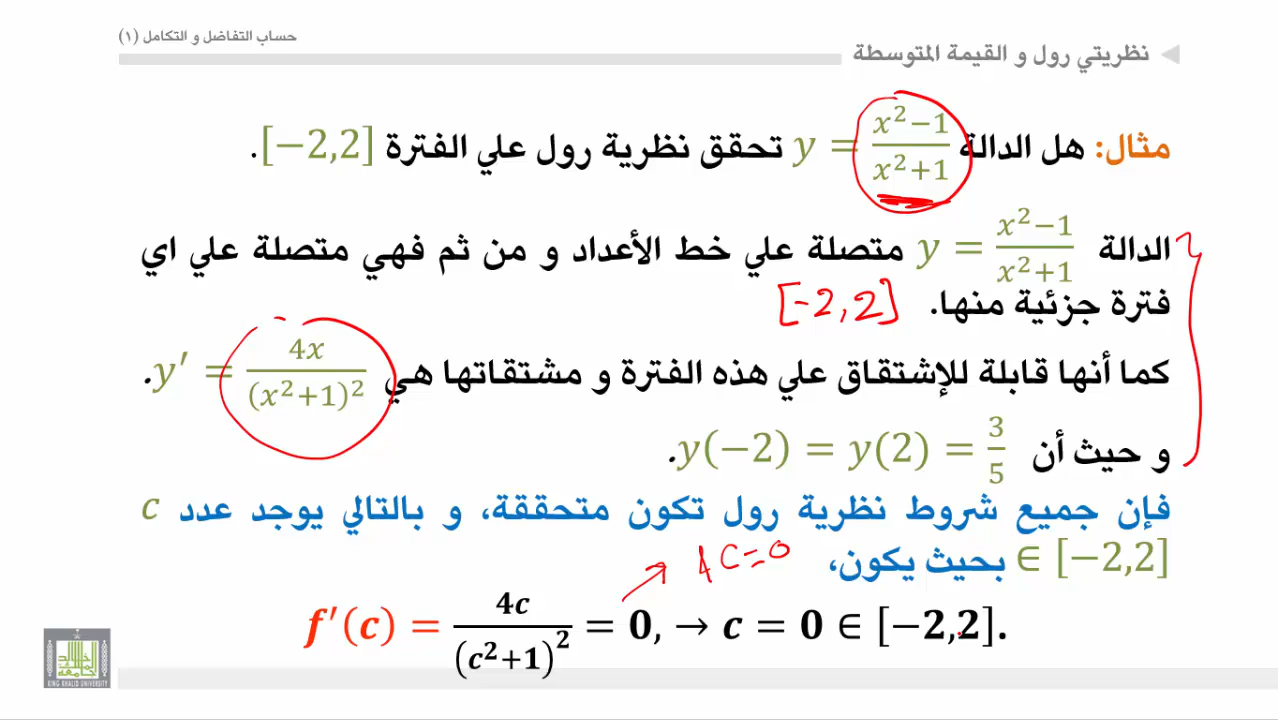 حساب التفاضل و التكامل (١)
نظريتي رول و القيمة المتوسطة
مثال: هل الدالة y = (x²−1)/(x²+1) تحقق نظرية رول علي الفترة [−2,2].
الدالة y = (x²−1)/(x²+1) متصلة علي خط الأعداد و من ثم فهي متصلة علي اي
فترة جزئية منها. [-2,2]
كما أنها قابلة للإشتقاق علي هذه الفترة و مشتقاتها هي y′ = 4x/(x²+1)².
و حيث أن y(−2) = y(2) = 3/5.
فإن جميع شروط نظرية رول تكون متحققة، و بالتالي يوجد عدد c
∈ [−2,2] بحيث يكون، 4c=0
f′(c) = 4c/(c²+1)² = 0, → c = 0 ∈ [−2,2].
KING KHALID UNIVERSITY